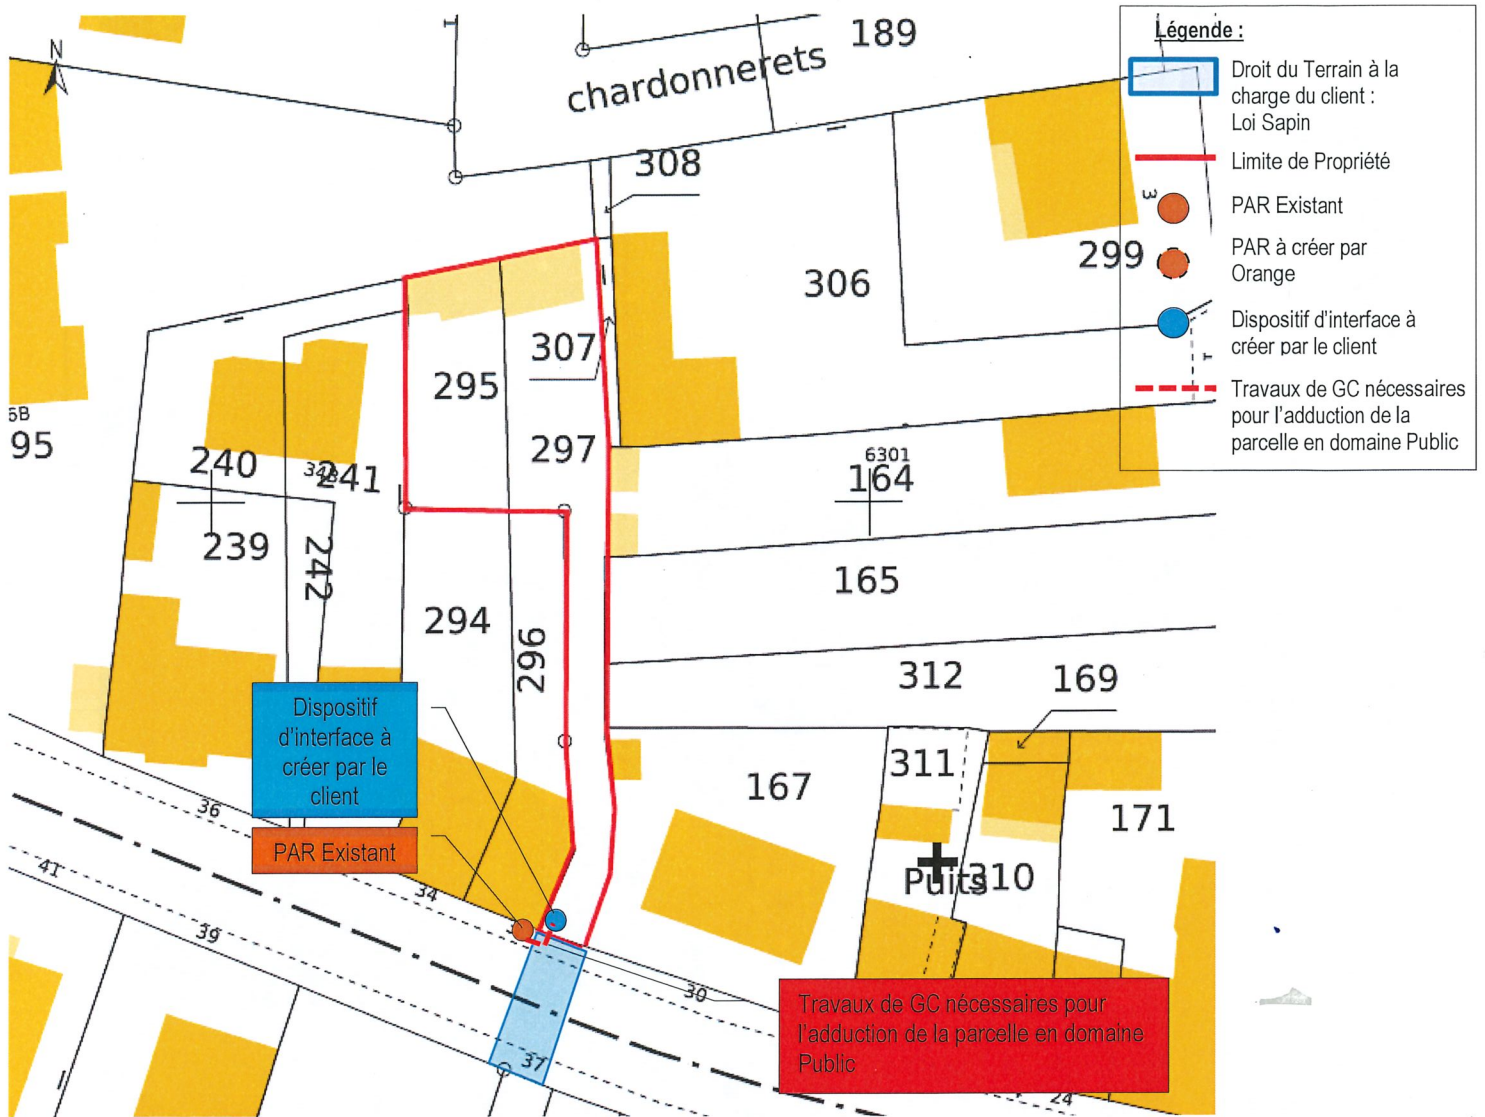 N
chardonnerets
189
308
306
299
3
307
295
297
6B
95
240
241
6301
164
239
242
165
294
296
312
169
311
167
171
Puits
310
36
34
41
39
30
37
24
Dispositif
d'interface à
créer par le
client
PAR Existant
Travaux de GC nécessaires pour
l'adduction de la parcelle en domaine
Public
Légende :
Droit du Terrain à la
charge du client :
Loi Sapin
Limite de Propriété
PAR Existant
PAR à créer par
Orange
Dispositif d'interface à
créer par le client
Travaux de GC nécessaires
pour l'adduction de la
parcelle en domaine Public